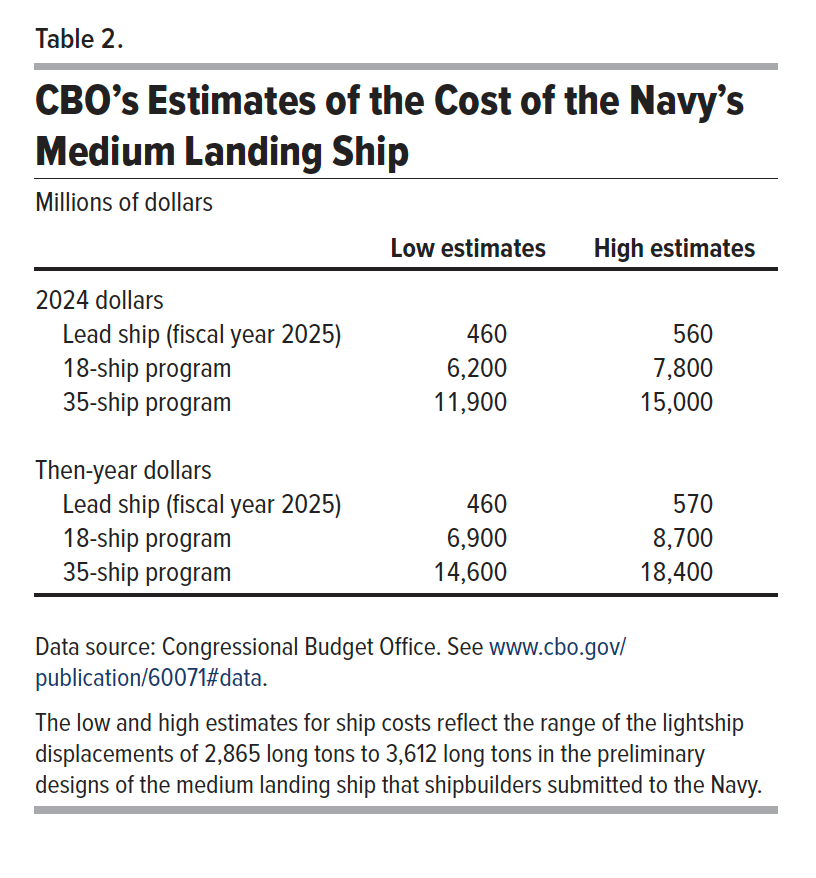 Table 2.
CBO’s Estimates of the Cost of the Navy’s
Medium Landing Ship
Millions of dollars
Low estimates High estimates
2024 dollars
Lead ship (fiscal year 2025) 460 560
18-ship program 6,200 7,800
35-ship program 11,900 15,000
Then-year dollars
Lead ship (fiscal year 2025) 460 570
18-ship program 6,900 8,700
35-ship program 14,600 18,400
Data source: Congressional Budget Office. See www.cbo.gov/
publication/60071#data.
The low and high estimates for ship costs reflect the range of the lightship
displacements of 2,865 long tons to 3,612 long tons in the preliminary
designs of the medium landing ship that shipbuilders submitted to the Navy.